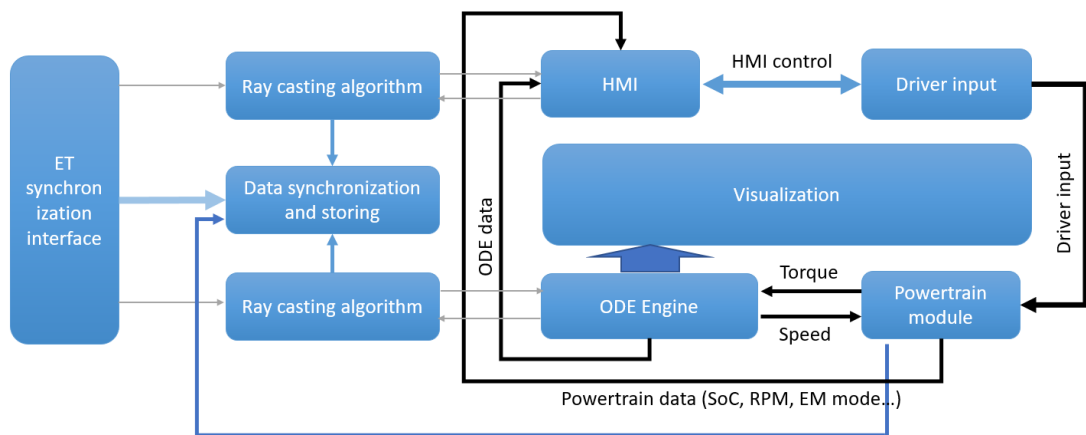 HMI control
Ray casting algorithm
HMI
Driver input
ET
synchron
ization
interface
Data synchronization
and storing
Visualization
ODE data
Driver input
Torque
Ray casting algorithm
ODE Engine
Powertrain
module
Speed
Powertrain data (SoC, RPM, EM mode...)